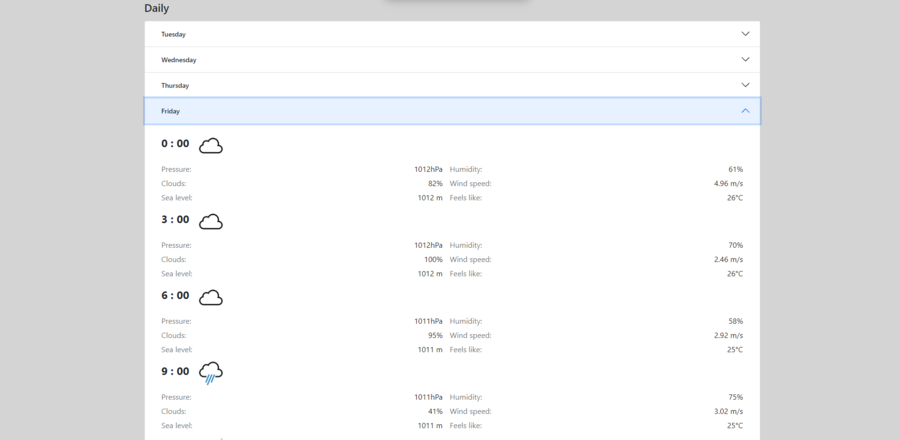 Daily
Tuesday
Wednesday
Thursday
Friday
0 : 00
Pressure: 1012hPa Humidity: 61%
Clouds: 82% Wind speed: 4.96 m/s
Sea level: 1012 m Feels like: 26°C
3 : 00
Pressure: 1012hPa Humidity: 70%
Clouds: 100% Wind speed: 2.46 m/s
Sea level: 1012 m Feels like: 26°C
6 : 00
Pressure: 1011hPa Humidity: 58%
Clouds: 95% Wind speed: 2.92 m/s
Sea level: 1011 m Feels like: 25°C
9 : 00
Pressure: 1011hPa Humidity: 75%
Clouds: 41% Wind speed: 3.02 m/s
Sea level: 1011 m Feels like: 25°C